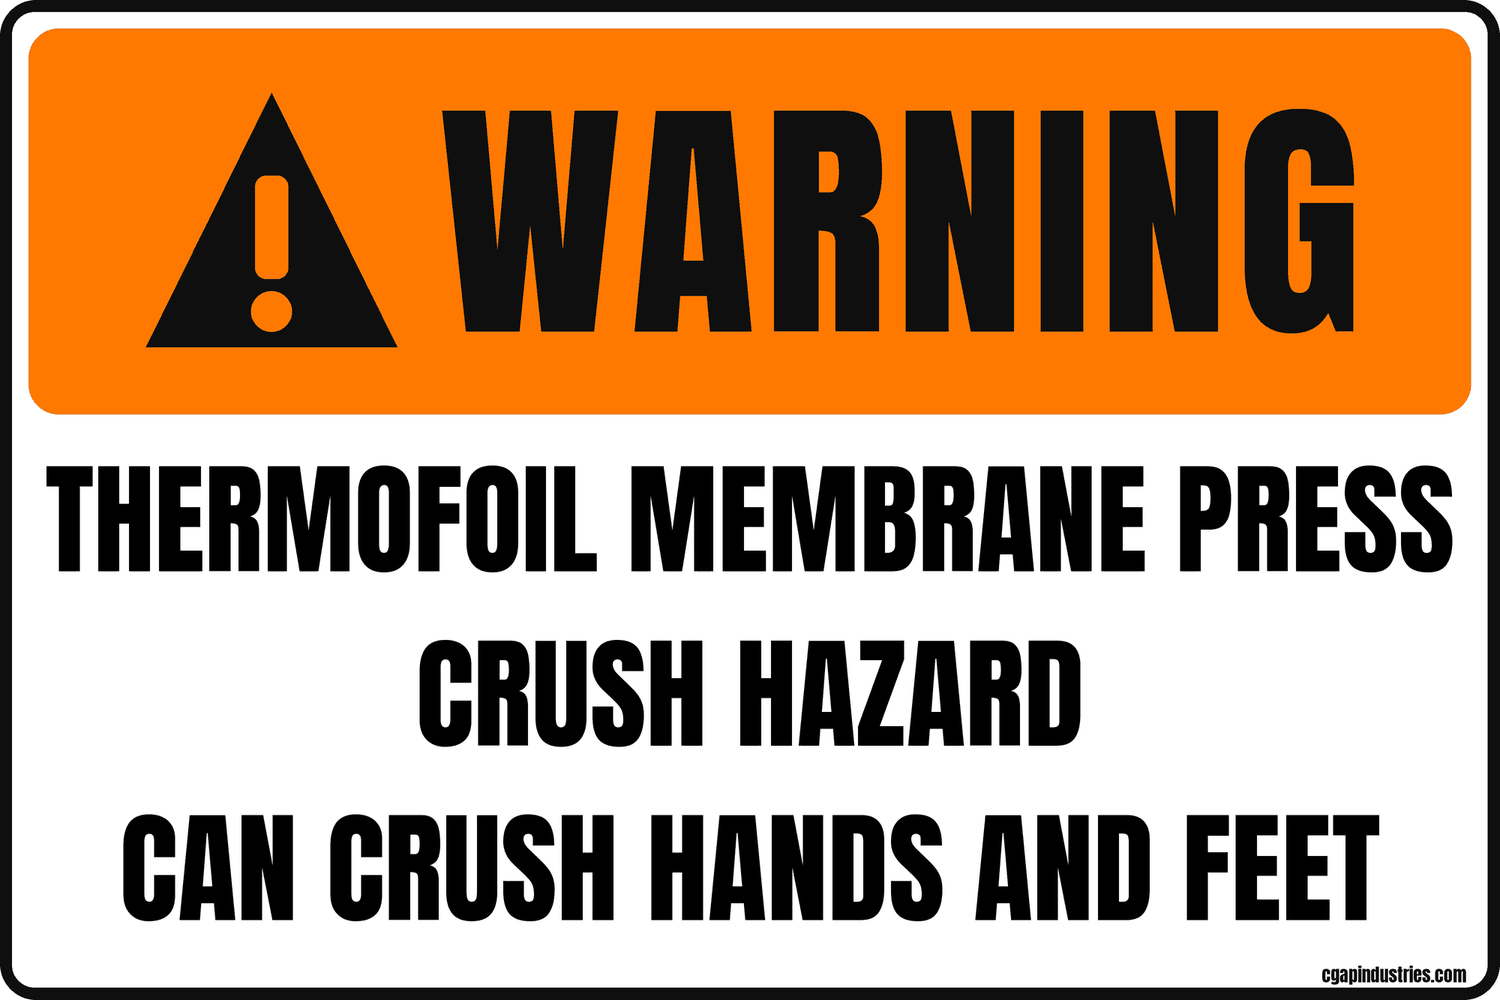 WARNING
THERMOFOIL MEMBRANE PRESS
CRUSH HAZARD
CAN CRUSH HANDS AND FEET
cgapindustries.com